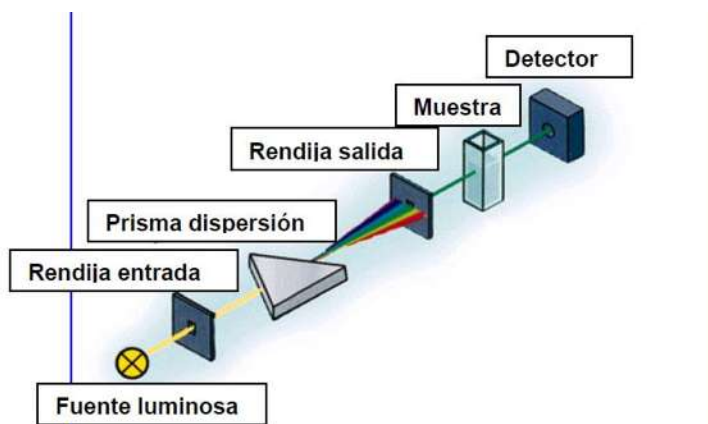 Detector
Muestra
Rendija salida
Prisma dispersión
Rendija entrada
Fuente luminosa